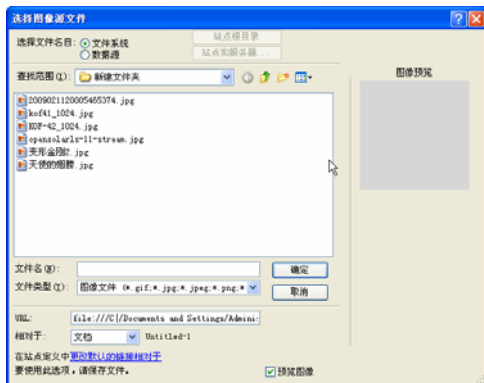 选择图像源文件
选择文件名自: 文件系统 站点根目录
数据源 站点和服务器...
查找范围(I): 新建文件夹
图像预览
2009021120005465374.jpg
kof41_1024.jpg
KOF-42_1024.jpg
opensolaris-11-stream.jpg
变形金刚2.jpg
天使的翅膀.jpg
文件名(N): 确定
文件类型(T): 图像文件 (*.gif;*.jpg;*.jpeg;*.png;* 取消
URL: file:///C|/Documents and Settings/Admini:
相对于: 文档 Untitled-1
在站点定义中更改默认的链接相对于
要使用此选项,请保存文件。 预览图像